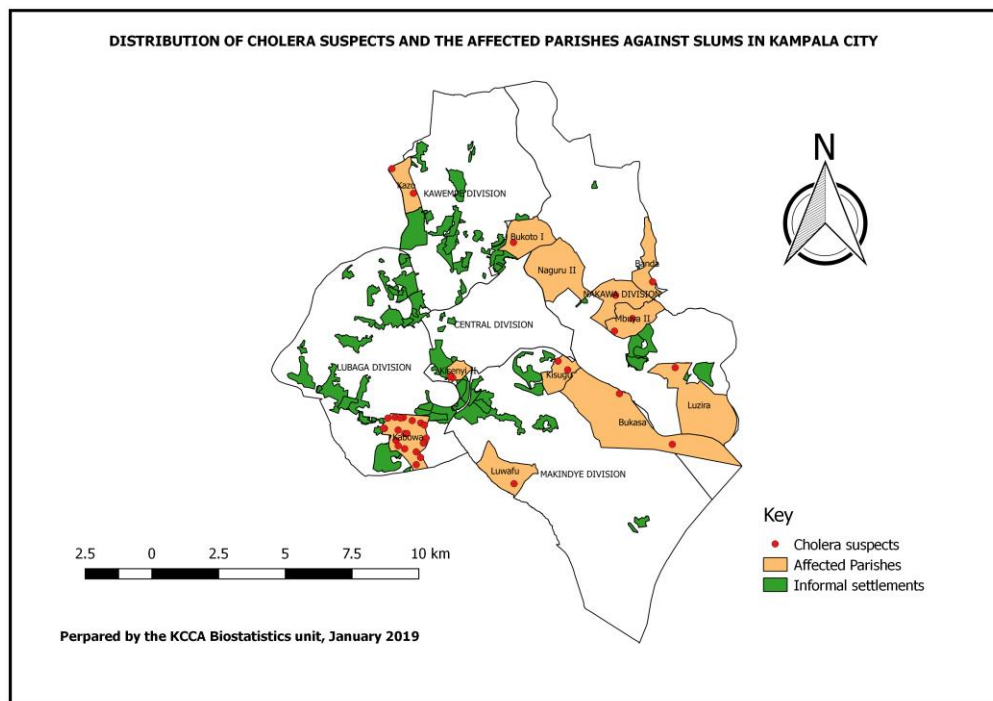 DISTRIBUTION OF CHOLERA SUSPECTS AND THE AFFECTED PARISHES AGAINST SLUMS IN KAMPALA CITY
N
Kazo
KAWEMPE DIVISION
Bukoto I
Naguru II
Banda
NAKAWA DIVISION
Mbuya II
CENTRAL DIVISION
LUBAGA DIVISION
Kisenyi II
Kisugu
Bukasa
Luzira
Kabowa
Luwafu
MAKINDYE DIVISION
Key
Cholera suspects
Affected Parishes
Informal settlements
2.5 0 2.5 5 7.5 10 km
Perpared by the KCCA Biostatistics unit, January 2019